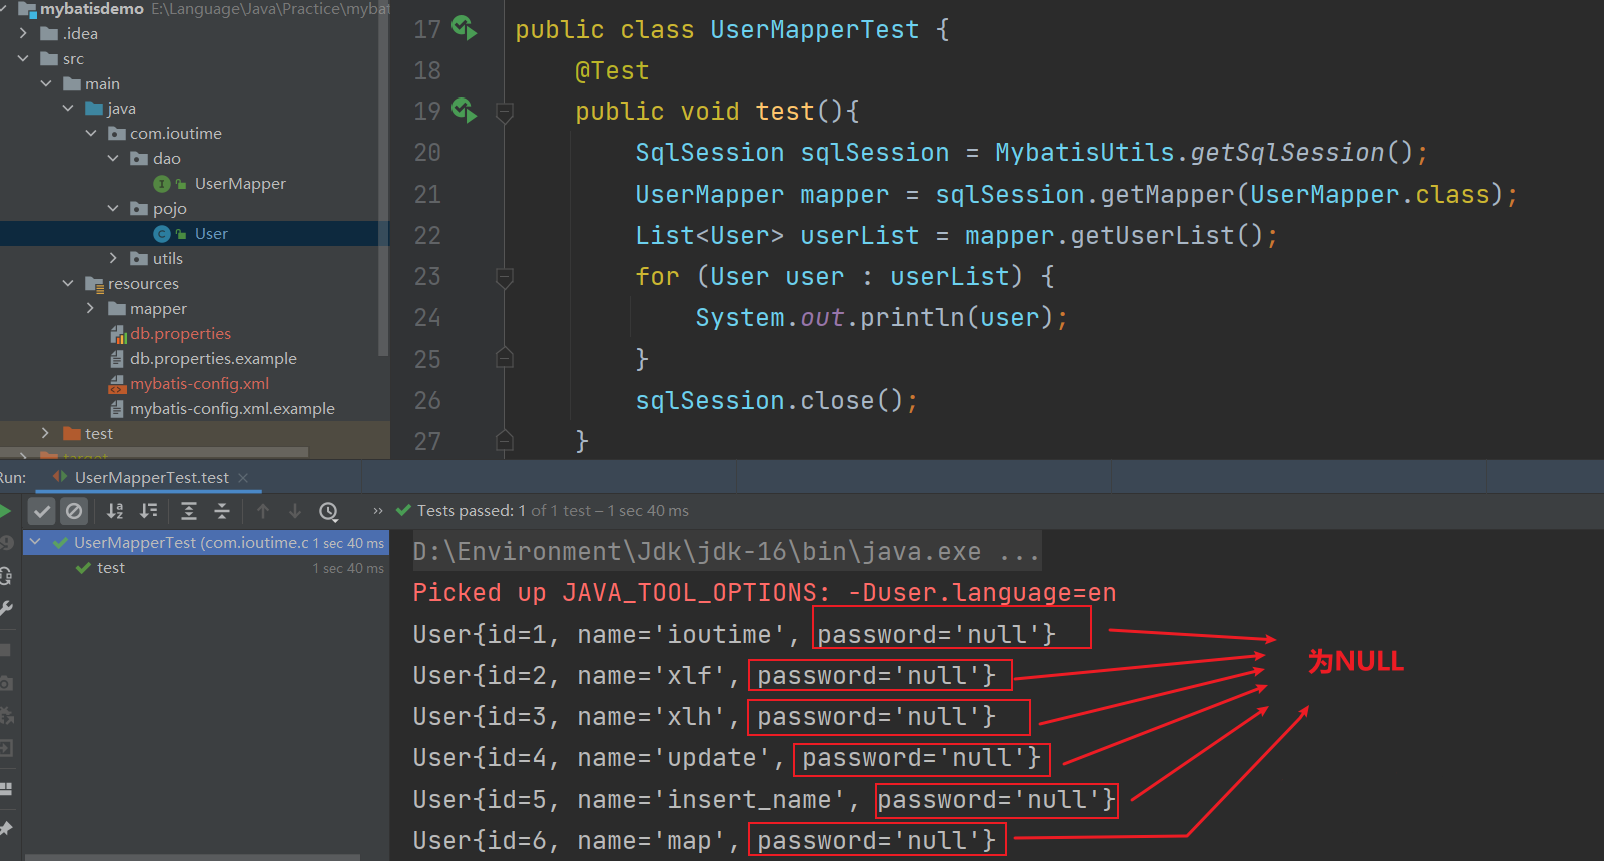 mybatisdemo E:\Language\Java\Practice\mybat
.idea
src
main
java
com.ioutime
dao
UserMapper
pojo
User
utils
resources
mapper
db.properties
db.properties.example
mybatis-config.xml
mybatis-config.xml.example
test
target
17 public class UserMapperTest {
18 @Test
19 public void test(){
20 SqlSession sqlSession = MybatisUtils.getSqlSession();
21 UserMapper mapper = sqlSession.getMapper(UserMapper.class);
22 List<User> userList = mapper.getUserList();
23 for (User user : userList) {
24 System.out.println(user);
25 }
26 sqlSession.close();
27 }
Run: UserMapperTest.test
Tests passed: 1 of 1 test – 1 sec 40 ms
UserMapperTest (com.ioutime.c 1 sec 40 ms
test 1 sec 40 ms
D:\Environment\Jdk\jdk-16\bin\java.exe ...
Picked up JAVA_TOOL_OPTIONS: -Duser.language=en
User{id=1, name='ioutime', password='null'}
User{id=2, name='xlf', password='null'}
User{id=3, name='xlh', password='null'}
User{id=4, name='update', password='null'}
User{id=5, name='insert_name', password='null'}
User{id=6, name='map', password='null'}
为NULL